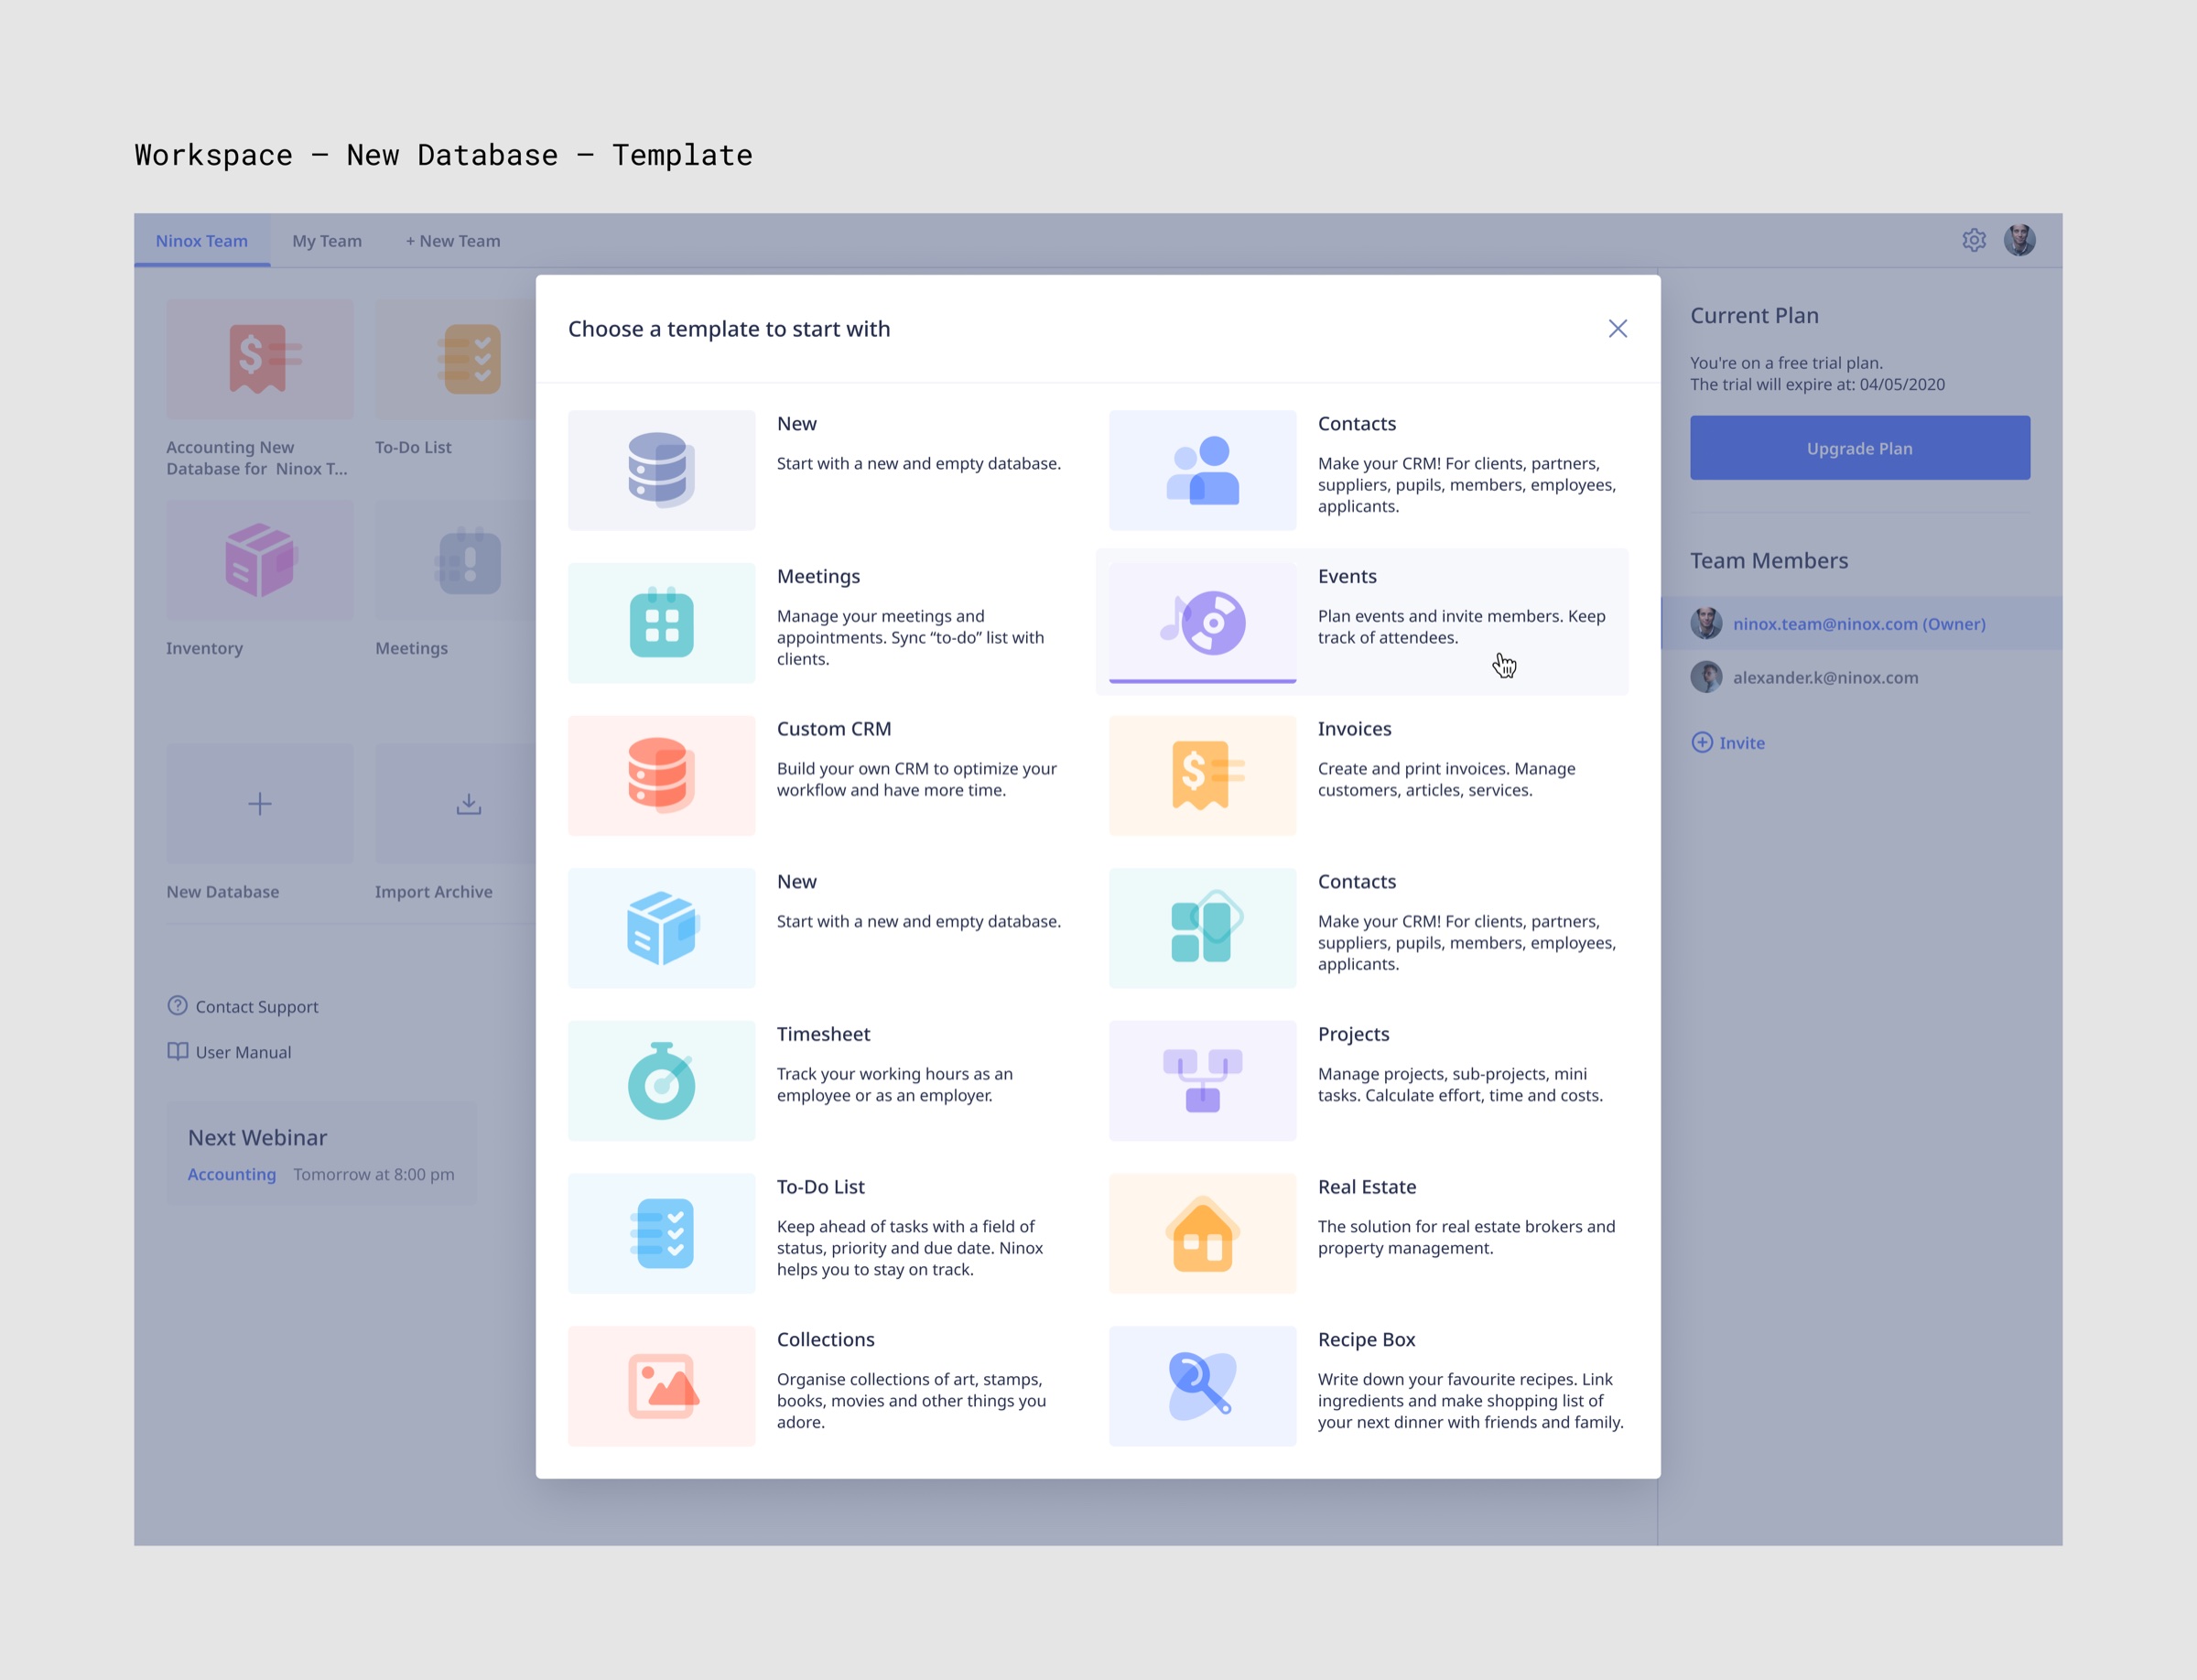 Workspace — New Database — Template
Ninox Team
My Team
+ New Team
Accounting New
Database for Ninox T...
To-Do List
Inventory
Meetings
New Database
Import Archive
Contact Support
User Manual
Next Webinar
Accounting Tomorrow at 8:00 pm
Choose a template to start with
New
Start with a new and empty database.
Contacts
Make your CRM! For clients, partners,
suppliers, pupils, members, employees,
applicants.
Meetings
Manage your meetings and
appointments. Sync “to-do” list with
clients.
Events
Plan events and invite members. Keep
track of attendees.
Custom CRM
Build your own CRM to optimize your
workflow and have more time.
Invoices
Create and print invoices. Manage
customers, articles, services.
New
Start with a new and empty database.
Contacts
Make your CRM! For clients, partners,
suppliers, pupils, members, employees,
applicants.
Timesheet
Track your working hours as an
employee or as an employer.
Projects
Manage projects, sub-projects, mini
tasks. Calculate effort, time and costs.
To-Do List
Keep ahead of tasks with a field of
status, priority and due date. Ninox
helps you to stay on track.
Real Estate
The solution for real estate brokers and
property management.
Collections
Organise collections of art, stamps,
books, movies and other things you
adore.
Recipe Box
Write down your favourite recipes. Link
ingredients and make shopping list of
your next dinner with friends and family.
Current Plan
You're on a free trial plan.
The trial will expire at: 04/05/2020
Upgrade Plan
Team Members
ninox.team@ninox.com (Owner)
alexander.k@ninox.com
Invite